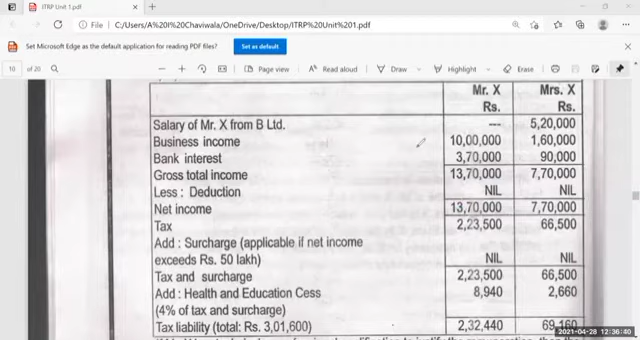 ITRP Unit 1.pdf
File | C:/Users/A%20I%20Chaviwala/OneDrive/Desktop/ITRP%20Unit%201.pdf
Set Microsoft Edge as the default application for reading PDF files? Set as default
10 of 20 Page view Read aloud Draw Highlight Erase
Mr. X Mrs. X
Rs. Rs.
Salary of Mr. X from B Ltd. --- 5,20,000
Business income 10,00,000 1,60,000
Bank interest 3,70,000 90,000
Gross total income 13,70,000 7,70,000
Less : Deduction NIL NIL
Net income 13,70,000 7,70,000
Tax 2,23,500 66,500
Add : Surcharge (applicable if net income
exceeds Rs. 50 lakh) NIL NIL
Tax and surcharge 2,23,500 66,500
Add : Health and Education Cess 8,940 2,660
(4% of tax and surcharge)
Tax liability (total: Rs. 3,01,600) 2,32,440 69,160
2021-04-28 12:36:40